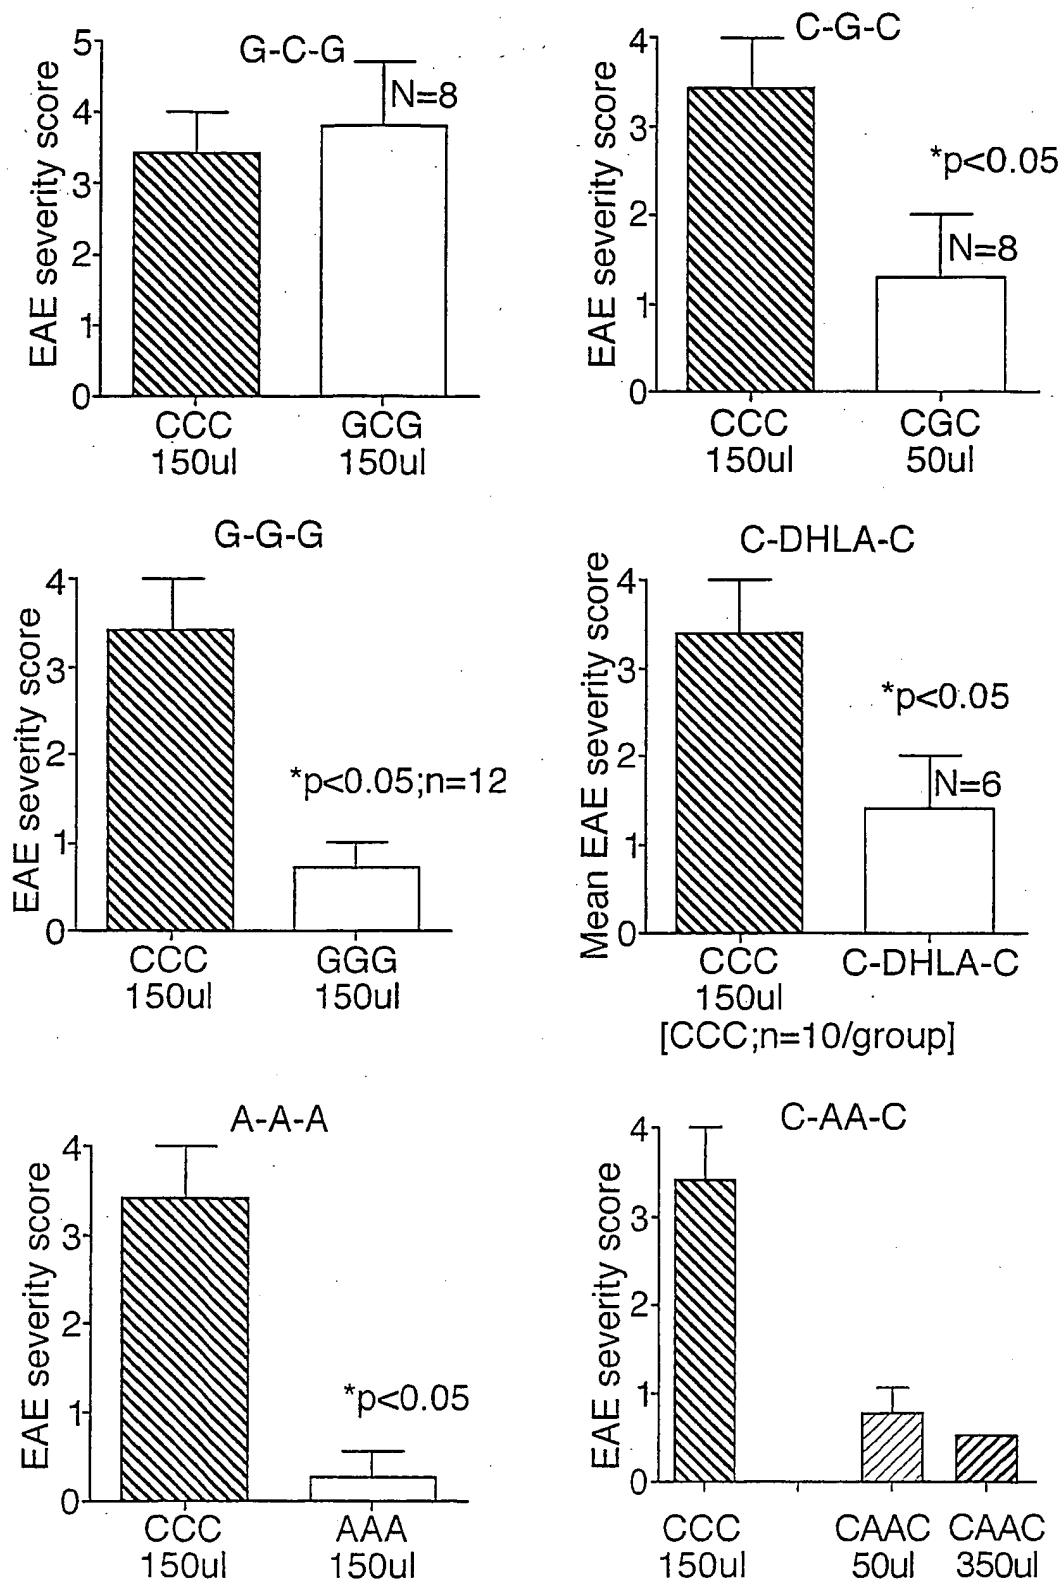 G-C-G
EAE severity score
5
4
3
2
1
0
N=8
CCC GCG
150ul 150ul
C-G-C
EAE severity score
4
3
2
1
0
*p<0.05
N=8
CCC CGC
150ul 50ul
G-G-G
EAE severity score
4
3
2
1
0
*p<0.05;n=12
CCC GGG
150ul 150ul
C-DHLA-C
Mean EAE severity score
4
3
2
1
0
*p<0.05
N=6
CCC C-DHLA-C
150ul
[CCC;n=10/group]
A-A-A
EAE severity score
4
3
2
1
0
*p<0.05
CCC AAA
150ul 150ul
C-AA-C
EAE severity score
4
3
2
1
0
CCC CAAC CAAC
150ul 50ul 350ul